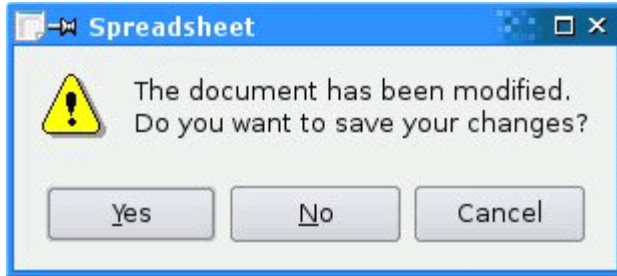 Spreadsheet
The document has been modified.
Do you want to save your changes?
Yes
No
Cancel